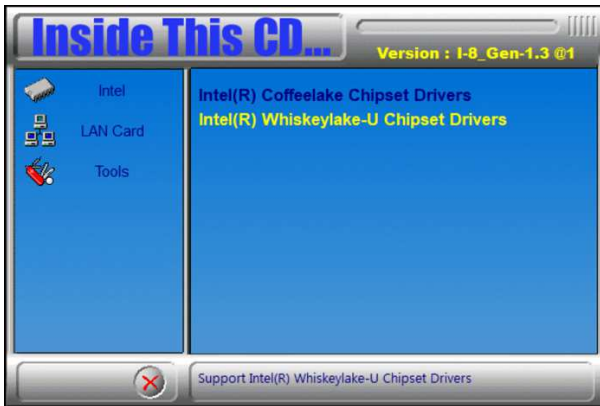 Inside This CD...
Version : I-8_Gen-1.3 @1
Intel
LAN Card
Tools
Intel(R) Coffeelake Chipset Drivers
Intel(R) Whiskeylake-U Chipset Drivers
Support Intel(R) Whiskeylake-U Chipset Drivers